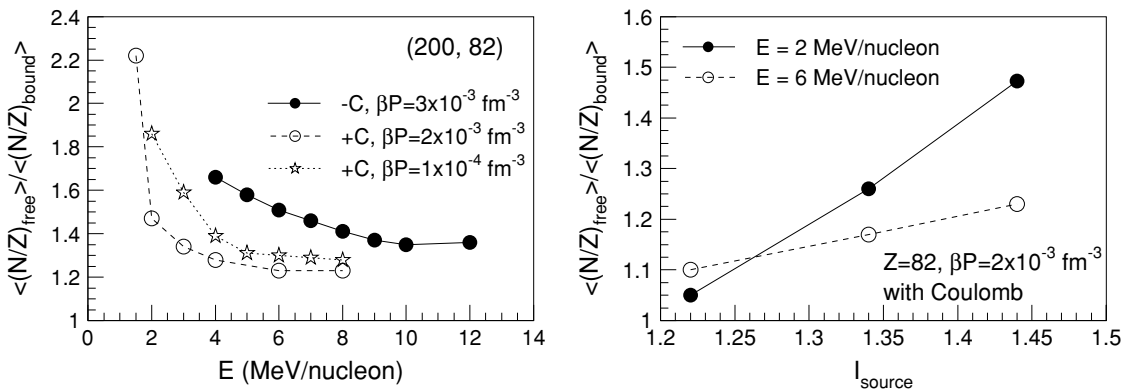 <(N/Z)free>/<(N/Z)bound>
2.4
2.2
2
1.8
1.6
1.4
1.2
1
(200, 82)
-C, βP=3x10⁻³ fm⁻³
+C, βP=2x10⁻³ fm⁻³
+C, βP=1x10⁻⁴ fm⁻³
0 2 4 6 8 10 12 14
E (MeV/nucleon)
<(N/Z)free>/<(N/Z)bound>
1.6
1.5
1.4
1.3
1.2
1.1
1
E = 2 MeV/nucleon
E = 6 MeV/nucleon
Z=82, βP=2x10⁻³ fm⁻³
with Coulomb
1.2 1.25 1.3 1.35 1.4 1.45 1.5
Isource